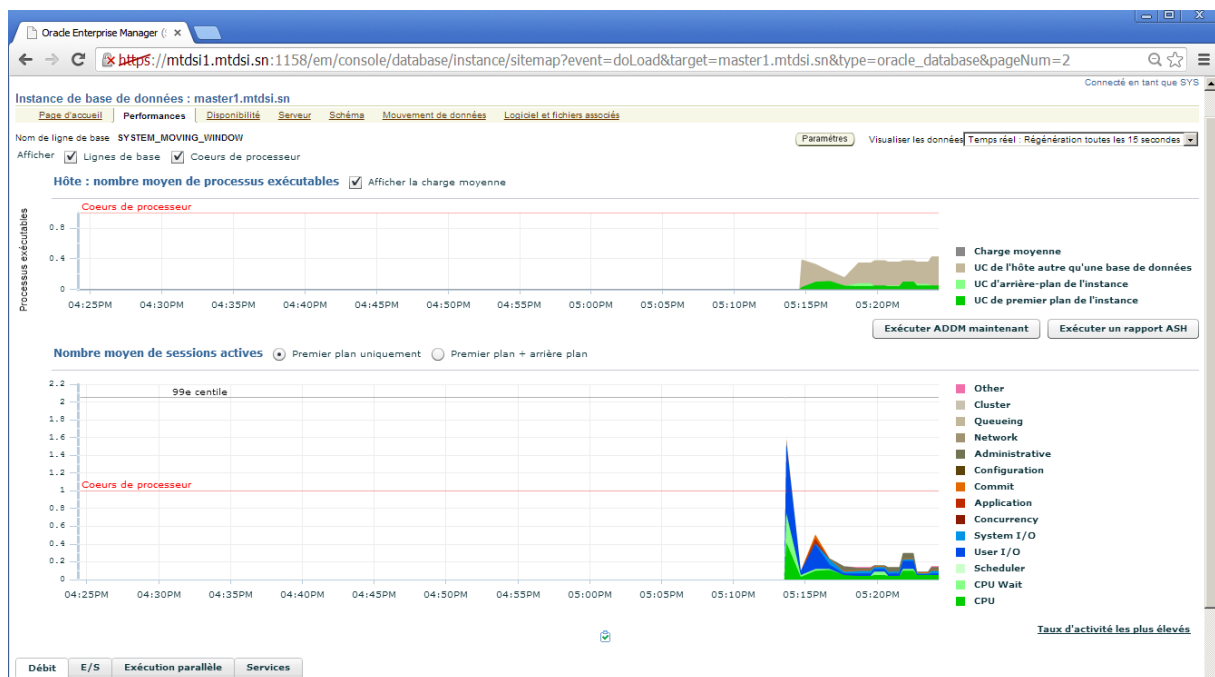 Oracle Enterprise Manager (
https://mtdsi1.mtdsi.sn:1158/em/console/database/instance/sitemap?event=doLoad&target=master1.mtdsi.sn&type=oracle_database&pageNum=2
Connecté en tant que SYS
Instance de base de données : master1.mtdsi.sn
Page d'accueil Performances Disponibilité Serveur Schéma Mouvement de données Logiciel et fichiers associés
Nom de ligne de base SYSTEM_MOVING_WINDOW Paramètres Visualiser les données Temps réel : Régénération toutes les 15 secondes
Afficher Lignes de base Coeurs de processeur
Hôte : nombre moyen de processus exécutables Afficher la charge moyenne
Processus exécutables
Coeurs de processeur
0.8
0.4
0
04:25PM 04:30PM 04:35PM 04:40PM 04:45PM 04:50PM 04:55PM 05:00PM 05:05PM 05:10PM 05:15PM 05:20PM
Charge moyenne
UC de l'hôte autre qu'une base de données
UC d'arrière-plan de l'instance
UC de premier plan de l'instance
Exécuter ADDM maintenant Exécuter un rapport ASH
Nombre moyen de sessions actives Premier plan uniquement Premier plan + arrière plan
2.2
2
1.8
1.6
1.4
1.2
1
0.8
0.6
0.4
0.2
0
99e centile
Coeurs de processeur
04:25PM 04:30PM 04:35PM 04:40PM 04:45PM 04:50PM 04:55PM 05:00PM 05:05PM 05:10PM 05:15PM 05:20PM
Other
Cluster
Queueing
Network
Administrative
Configuration
Commit
Application
Concurrency
System I/O
User I/O
Scheduler
CPU Wait
CPU
Taux d'activité les plus élevés
Débit E/S Exécution parallèle Services